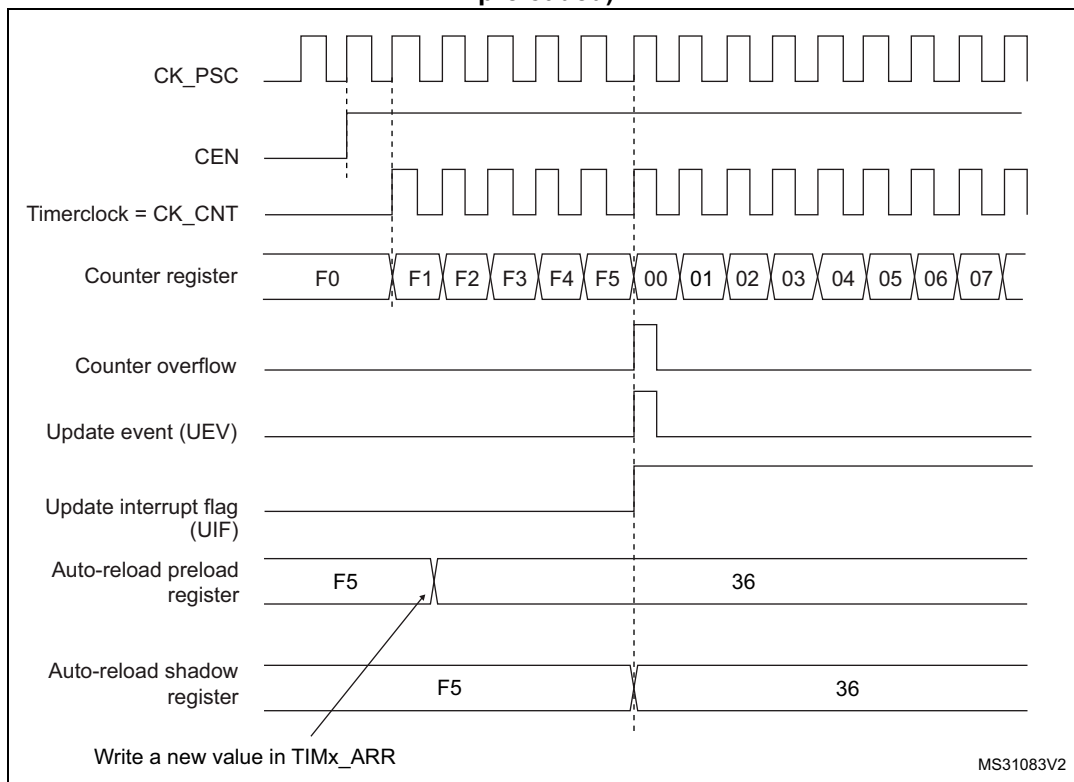 CK_PSC
CEN
Timerclock = CK_CNT
Counter register
F0 F1 F2 F3 F4 F5 00 01 02 03 04 05 06 07
Counter overflow
Update event (UEV)
Update interrupt flag
(UIF)
Auto-reload preload
register
F5 36
Auto-reload shadow
register
F5 36
Write a new value in TIMx_ARR
MS31083V2